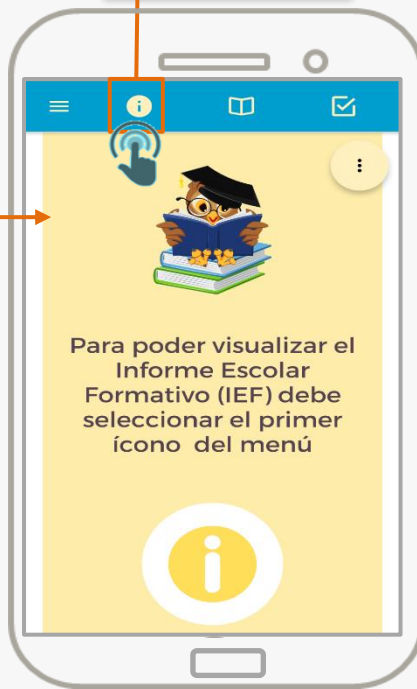 Para poder visualizar el
Informe Escolar
Formativo (IEF) debe
seleccionar el primer
ícono del menú